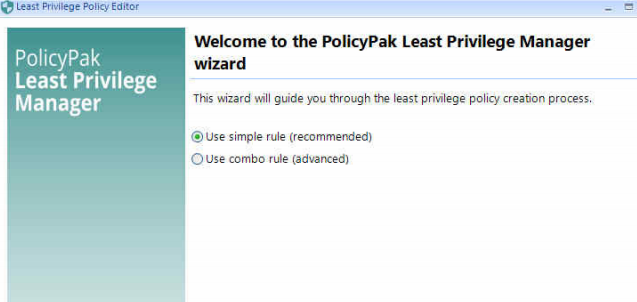 Least Privilege Policy Editor
PolicyPak
Least Privilege
Manager
Welcome to the PolicyPak Least Privilege Manager
wizard
This wizard will guide you through the least privilege policy creation process.
Use simple rule (recommended)
Use combo rule (advanced)